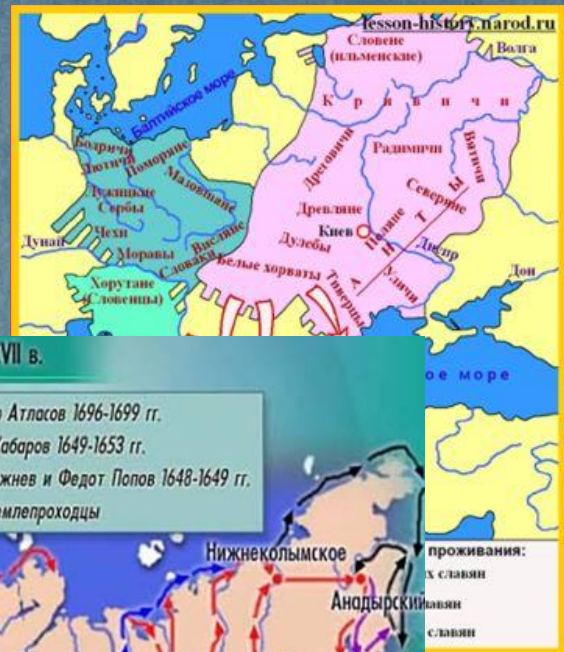 lesson-history.narod.ru
Словене
(ильменские)
Волга
Балтийское море
Кривичи
Бодричи
Лютичи
Поморяне
Мазовшане
Лужицкие
Сербы
Чехи
Моравы
Висляне
Словаки
Дунай
Хорутане
(Словенцы)
Дреговичи
Радимичи
Вятичи
Северяне
Древляне
Киев
Поляне
Днепр
Дулебы
АНТЫ
Уличи
Белые хорваты
Тиверцы
Дон
ое море
VII в.
Атласов 1696-1699 гг.
абаров 1649-1653 гг.
жнев и Федот Попов 1648-1649 гг.
емлепроходцы
Нижнеколымское
Анадырский
проживания:
х славян
славян